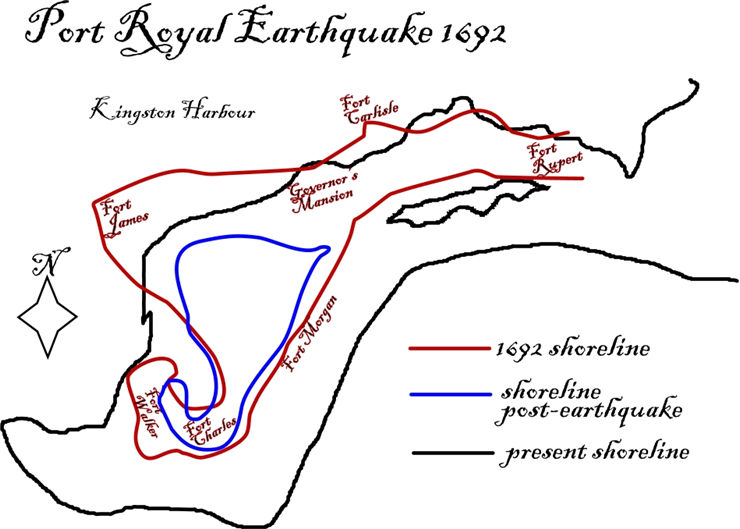 Port Royal Earthquake 1692
Kingston Harbour
Fort
Carlisle
Fort
Rupert
Governor's
Mansion
Fort
James
N
Fort Morgan
Fort
Walker
Fort
Charles
1692 shoreline
shoreline
post-earthquake
present shoreline